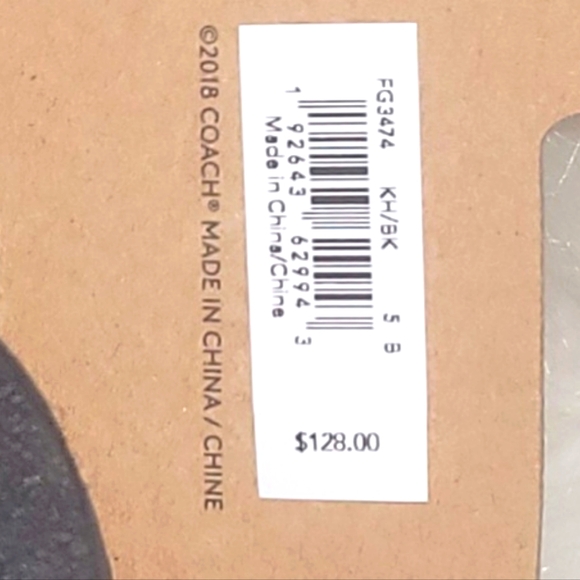 FG3474 KH/BK 5 B
1 92643 62994 3
Made in China/Chine
$128.00
©2018 COACH® MADE IN CHINA / CHINE